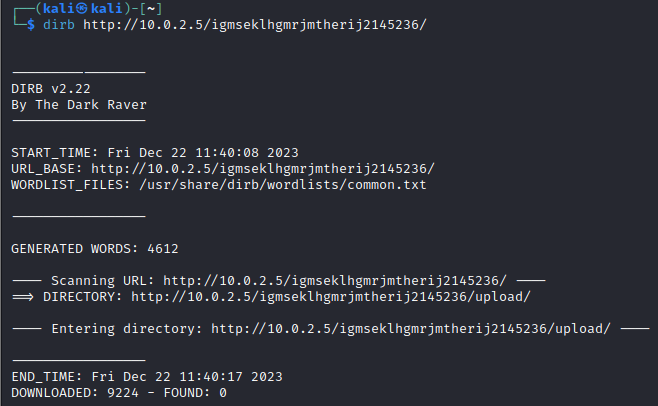 ┌──(kali㉿kali)-[~]
└─$ dirb http://10.0.2.5/igmseklhgmrjmtherij2145236/
-----------------
DIRB v2.22
By The Dark Raver
-----------------
START_TIME: Fri Dec 22 11:40:08 2023
URL_BASE: http://10.0.2.5/igmseklhgmrjmtherij2145236/
WORDLIST_FILES: /usr/share/dirb/wordlists/common.txt
-----------------
GENERATED WORDS: 4612
---- Scanning URL: http://10.0.2.5/igmseklhgmrjmtherij2145236/ ----
==> DIRECTORY: http://10.0.2.5/igmseklhgmrjmtherij2145236/upload/
---- Entering directory: http://10.0.2.5/igmseklhgmrjmtherij2145236/upload/ ----
-----------------
END_TIME: Fri Dec 22 11:40:17 2023
DOWNLOADED: 9224 - FOUND: 0